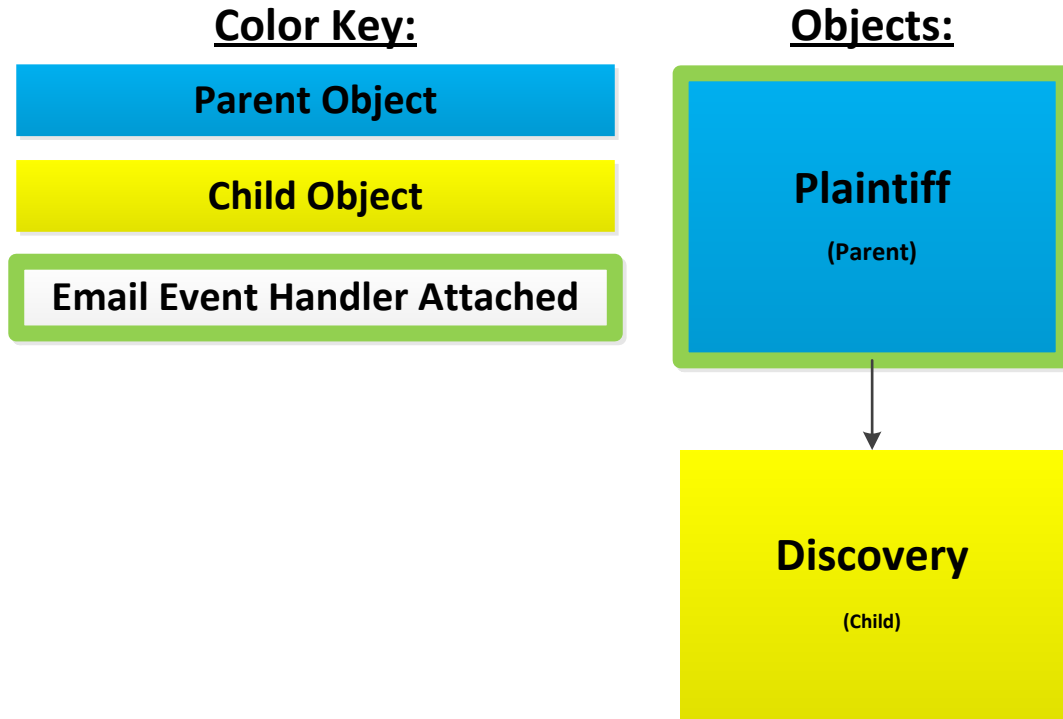 Color Key:
Parent Object
Child Object
Email Event Handler Attached
Objects:
Plaintiff
(Parent)
Discovery
(Child)